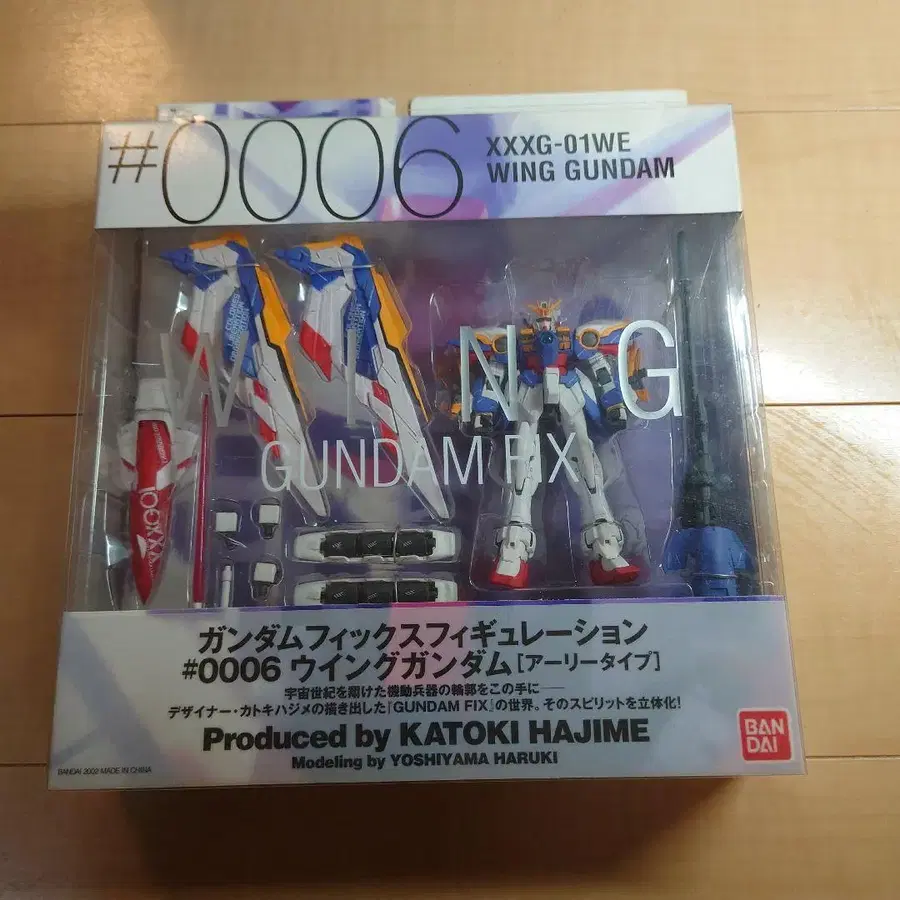 #0006
XXXG-01WE
WING GUNDAM
WING
GUNDAM FIX
ガンダムフィックスフィギュレーション
#0006 ウイングガンダム[アーリータイプ]
宇宙世紀を翔けた機動兵器の輪郭をこの手に——
デザイナー・カトキハジメの描き出した『GUNDAM FIX』の世界。そのスピリットを立体化!
Produced by KATOKI HAJIME
Modeling by YOSHIYAMA HARUKI
BANDAI 2002 MADE IN CHINA
BAN
DAI